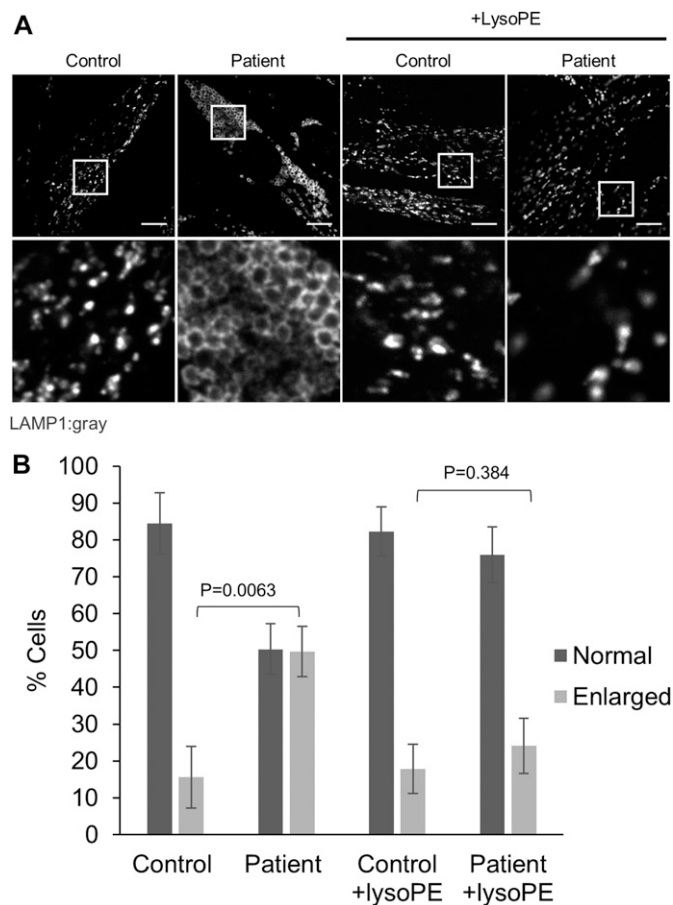 A
+LysoPE
Control Patient Control Patient
LAMP1:gray
B
100
90
80
70
60
50
40
30
20
10
0
% Cells
P=0.0063
P=0.384
Normal
Enlarged
Control Patient Control Patient
+lysoPE +lysoPE